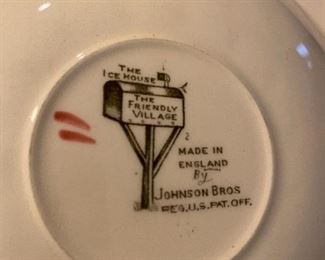 THE
ICE HOUSE
THE
FRIENDLY
VILLAGE
MADE IN
ENGLAND
By
JOHNSON BROS
REG.U.S.PAT.OFF.